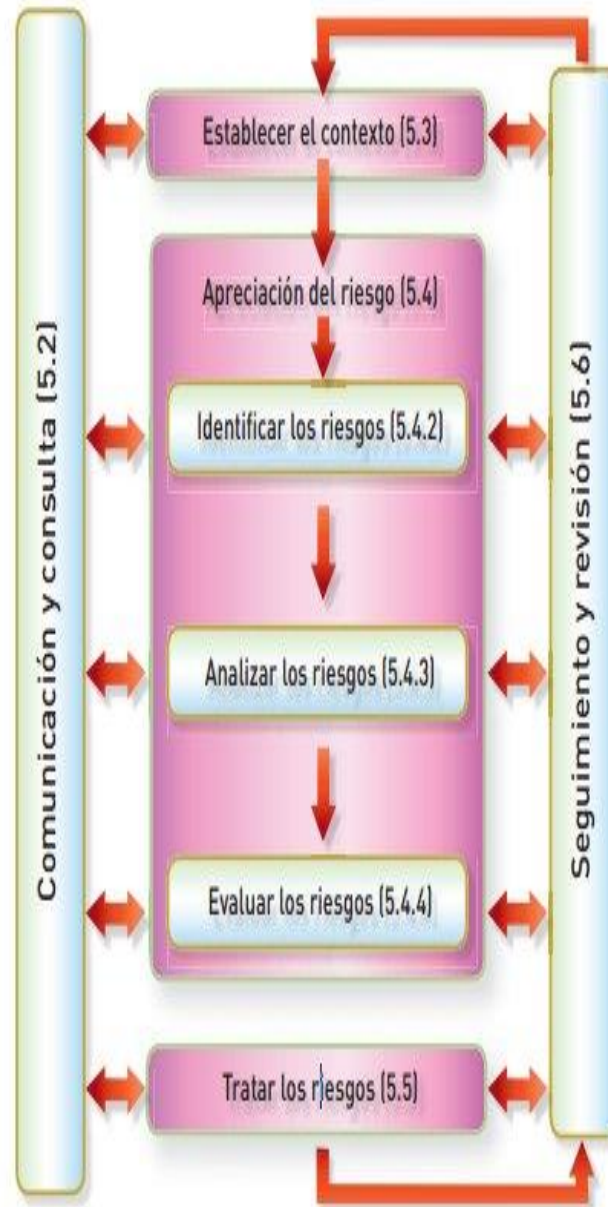 Comunicación y consulta (5.2)
Establecer el contexto (5.3)
Apreciación del riesgo (5.4)
Identificar los riesgos (5.4.2)
Analizar los riesgos (5.4.3)
Evaluar los riesgos (5.4.4)
Tratar los riesgos (5.5)
Seguimiento y revisión (5.6)